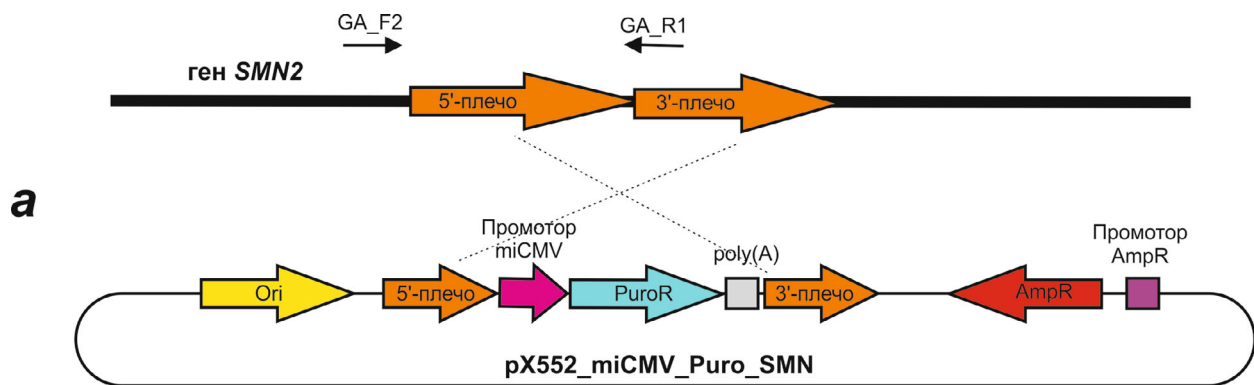 GA_F2
GA_R1
ген SMN2
5'-плечо
3'-плечо
а
Промотор
miCMV
poly(A)
Промотор
AmpR
Ori
5'-плечо
PuroR
3'-плечо
AmpR
pX552_miCMV_Puro_SMN